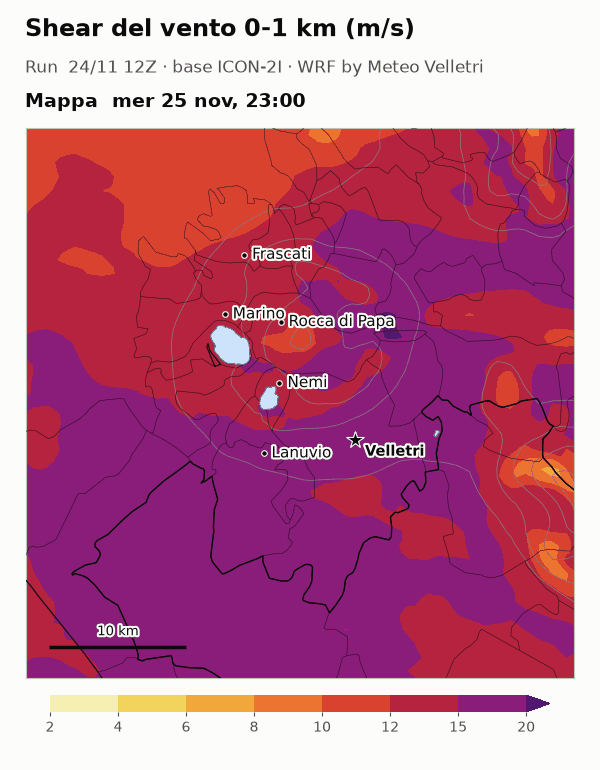 Shear del vento 0-1 km (m/s)
Run  24/11 12Z · base ICON-2I · WRF by Meteo Velletri
Mappa  mer 25 nov, 23:00
Frascati
Marino
Rocca di Papa
Nemi
Velletri
Lanuvio
10 km
2 4 6 8 10 12 15 20